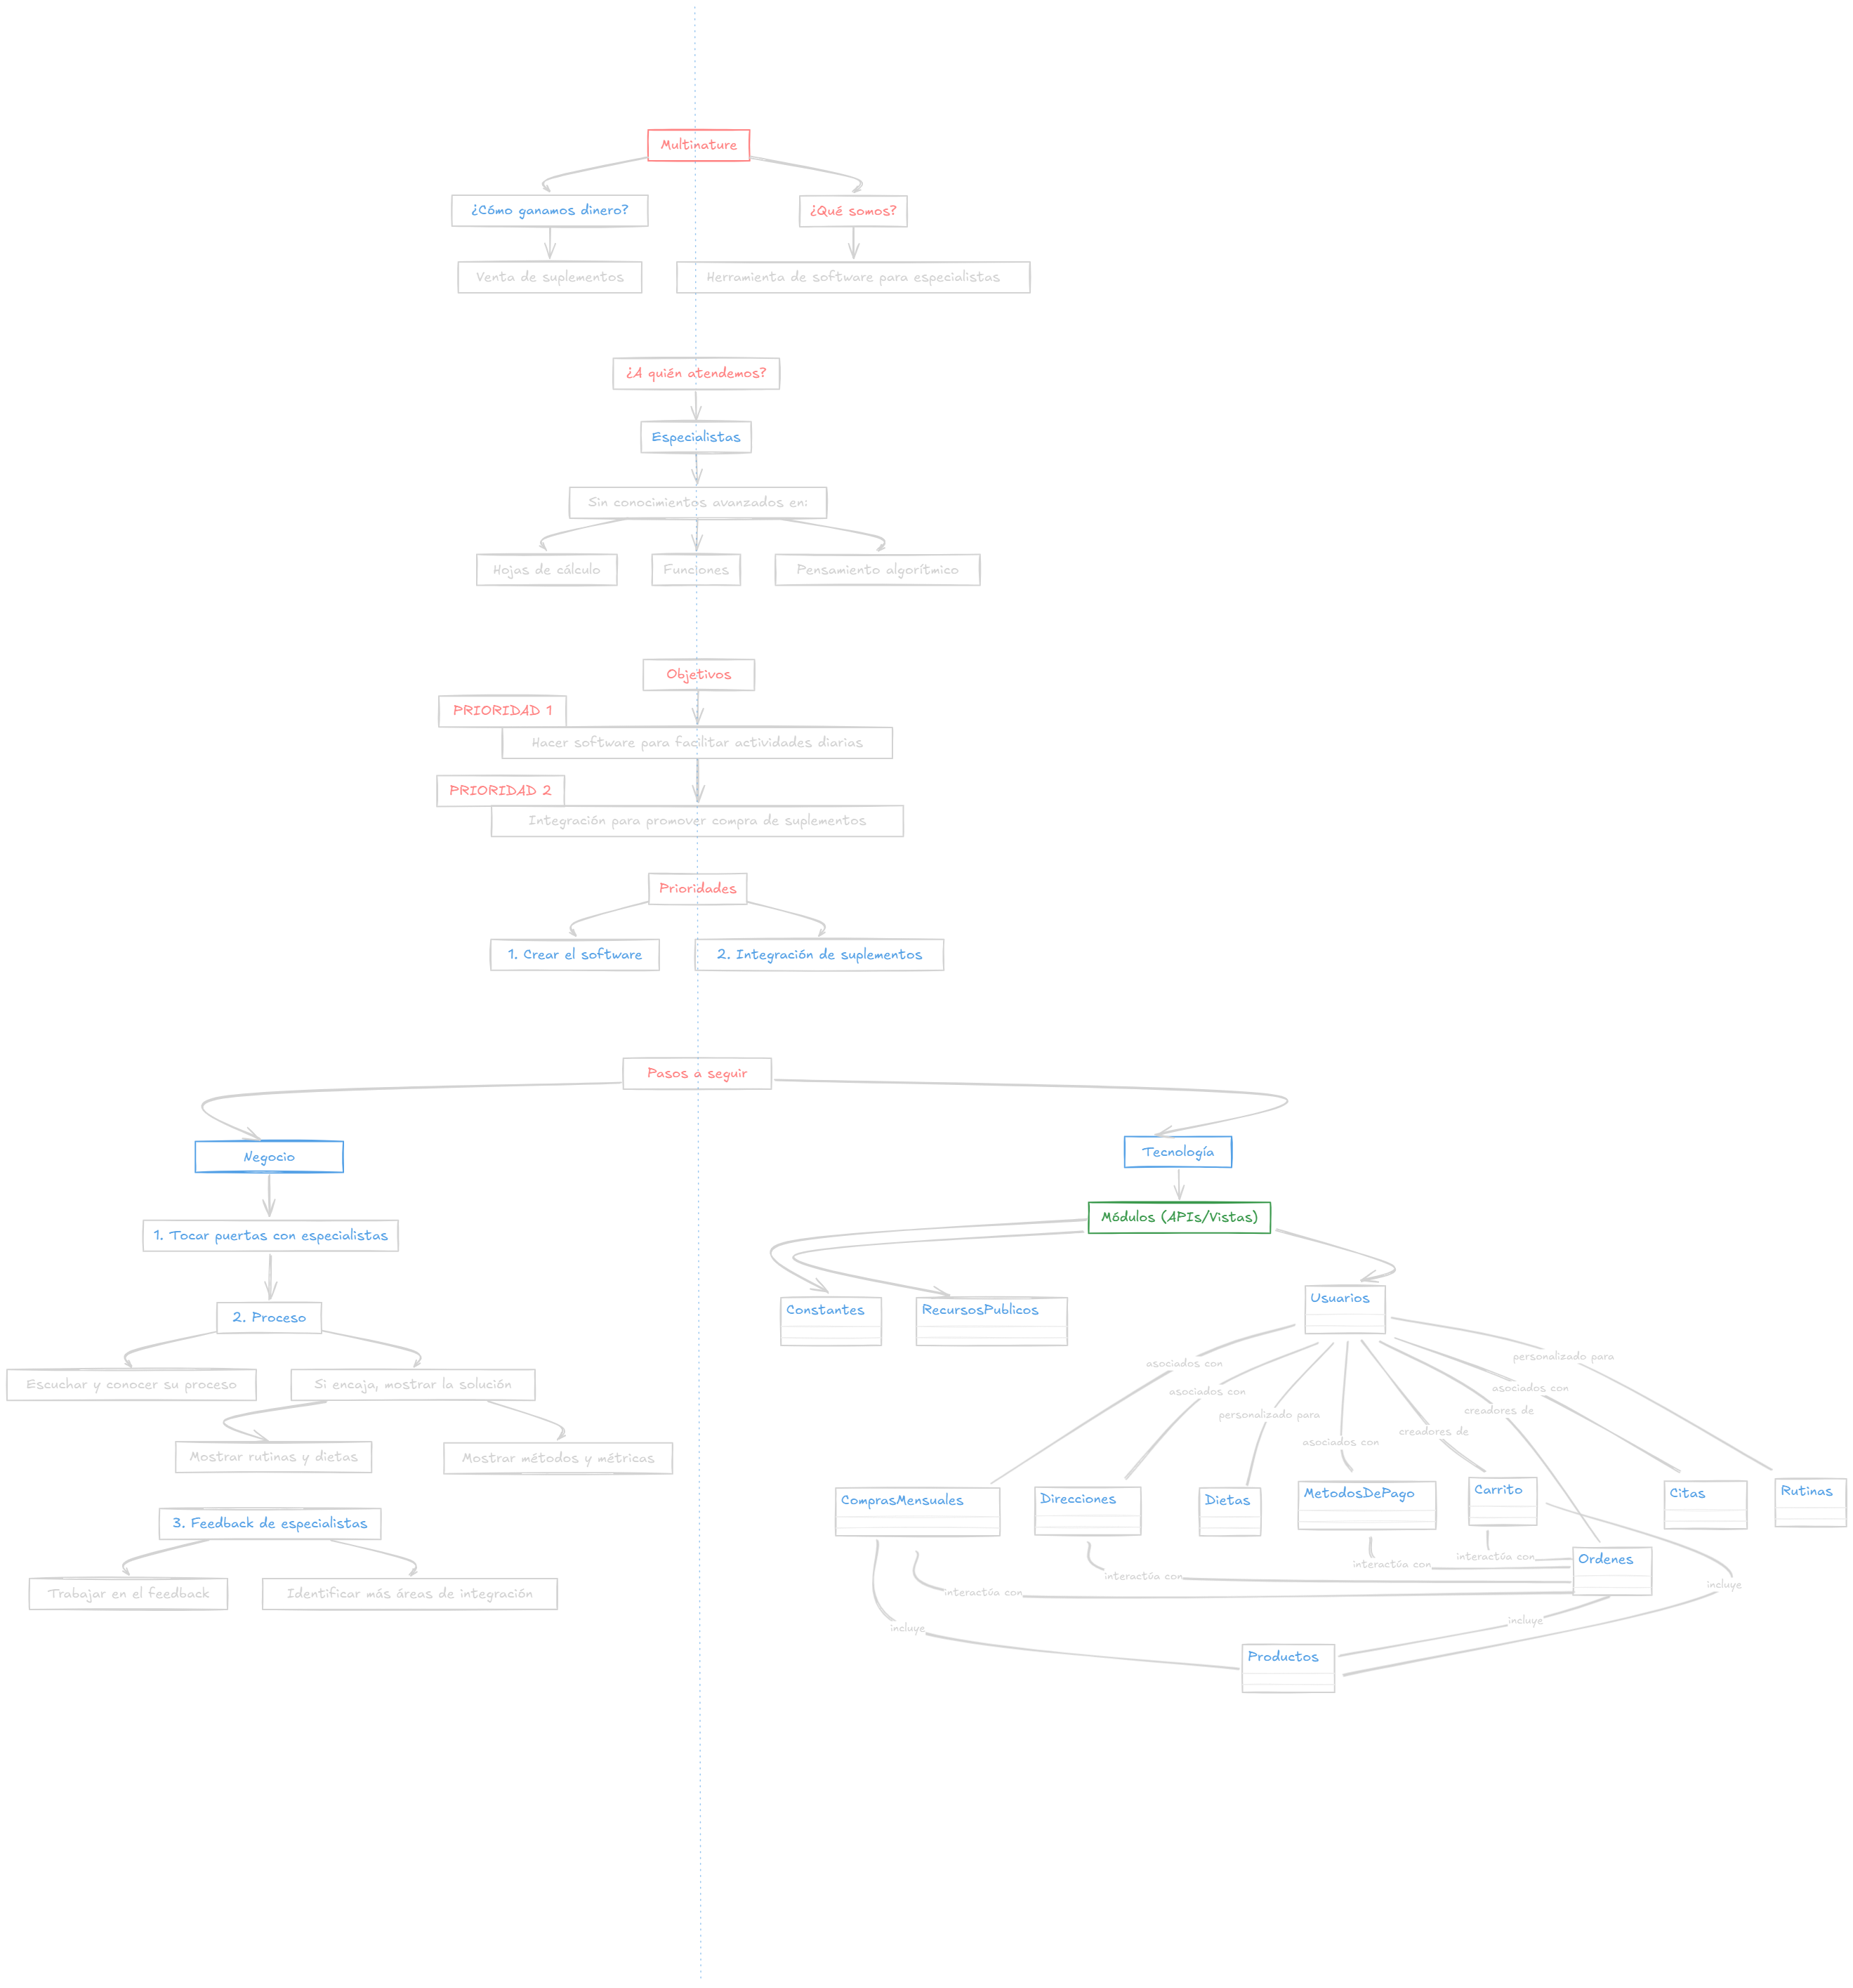 Multinature
¿Cómo ganamos dinero?
¿Qué somos?
Venta de suplementos
Herramienta de software para especialistas
¿A quién atendemos?
Especialistas
Sin conocimientos avanzados en:
Hojas de cálculo
Funciones
Pensamiento algorítmico
Objetivos
PRIORIDAD 1
Hacer software para facilitar actividades diarias
PRIORIDAD 2
Integración para promover compra de suplementos
Prioridades
1. Crear el software
2. Integración de suplementos
Pasos a seguir
Negocio
1. Tocar puertas con especialistas
2. Proceso
Escuchar y conocer su proceso
Si encaja, mostrar la solución
Mostrar rutinas y dietas
Mostrar métodos y métricas
3. Feedback de especialistas
Trabajar en el feedback
Identificar más áreas de integración
Tecnología
Módulos (APIs/Vistas)
Constantes
RecursosPublicos
Usuarios
asociados con
asociados con
personalizado para
asociados con
creadores de
creadores de
asociados con
personalizado para
ComprasMensuales
Direcciones
Dietas
MetodosDePago
Carrito
Citas
Rutinas
Ordenes
interactúa con
interactúa con
interactúa con
interactúa con
incluye
incluye
incluye
Productos